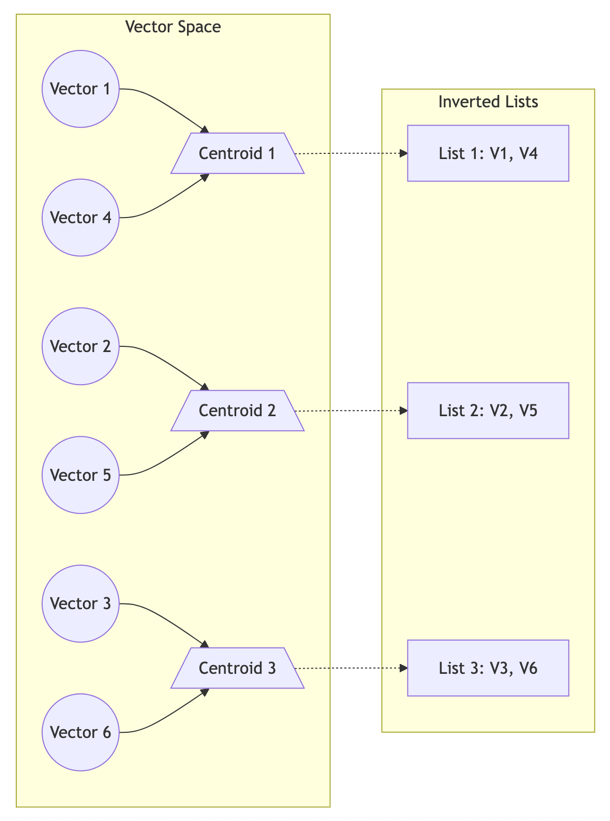 Vector Space
Vector 1
Vector 4
Centroid 1
Vector 2
Vector 5
Centroid 2
Vector 3
Vector 6
Centroid 3
Inverted Lists
List 1: V1, V4
List 2: V2, V5
List 3: V3, V6